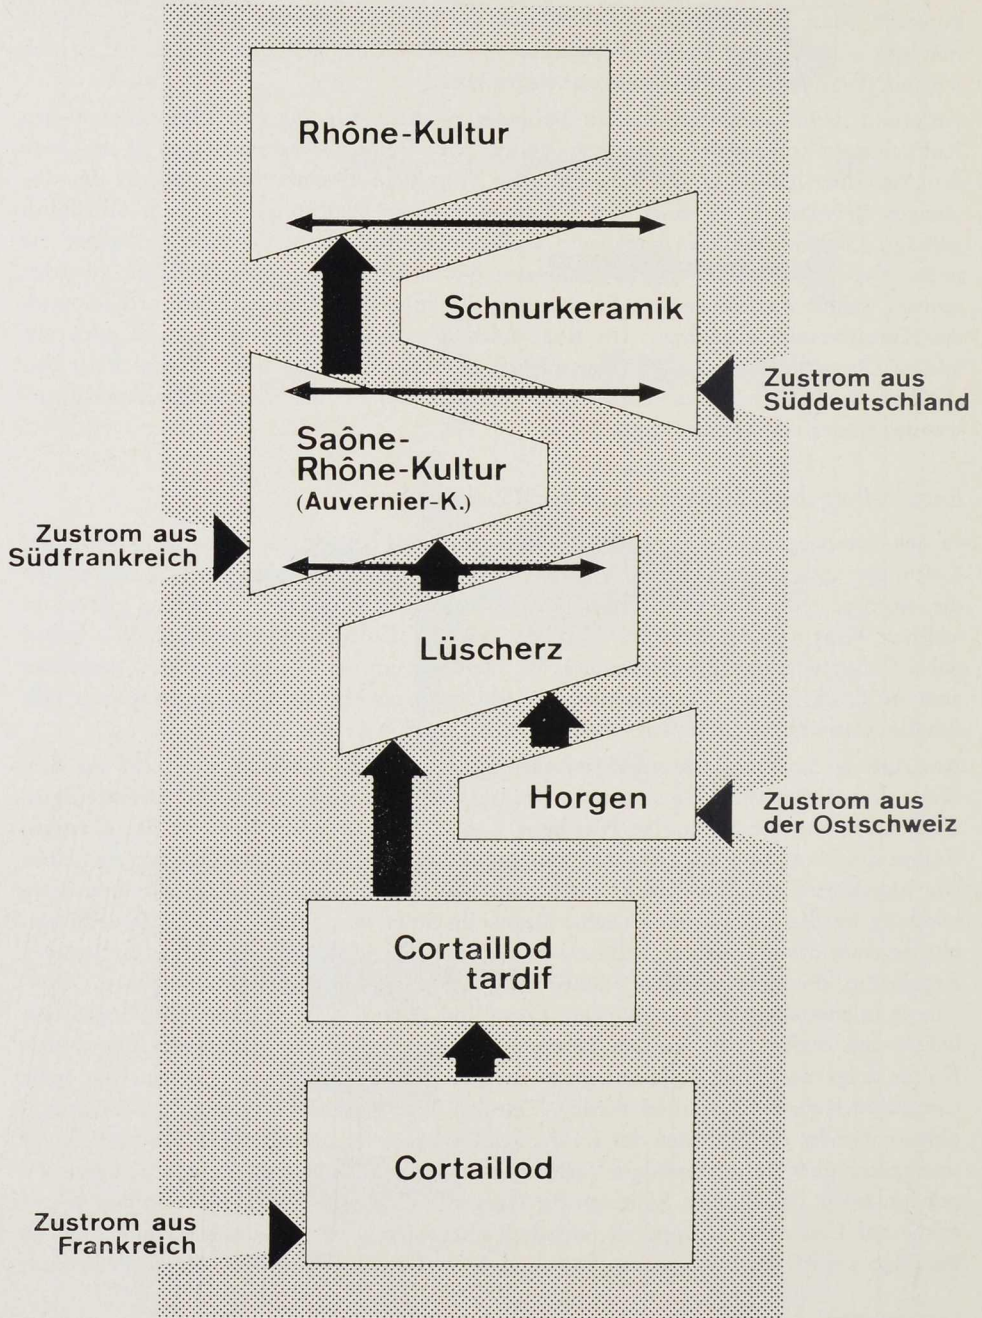 Rhône-Kultur
Schnurkeramik
Zustrom aus
Süddeutschland
Saône-
Rhône-Kultur
(Auvernier-K.)
Zustrom aus
Südfrankreich
Lüscherz
Horgen
Zustrom aus
der Ostschweiz
Cortaillod
tardif
Cortaillod
Zustrom aus
Frankreich